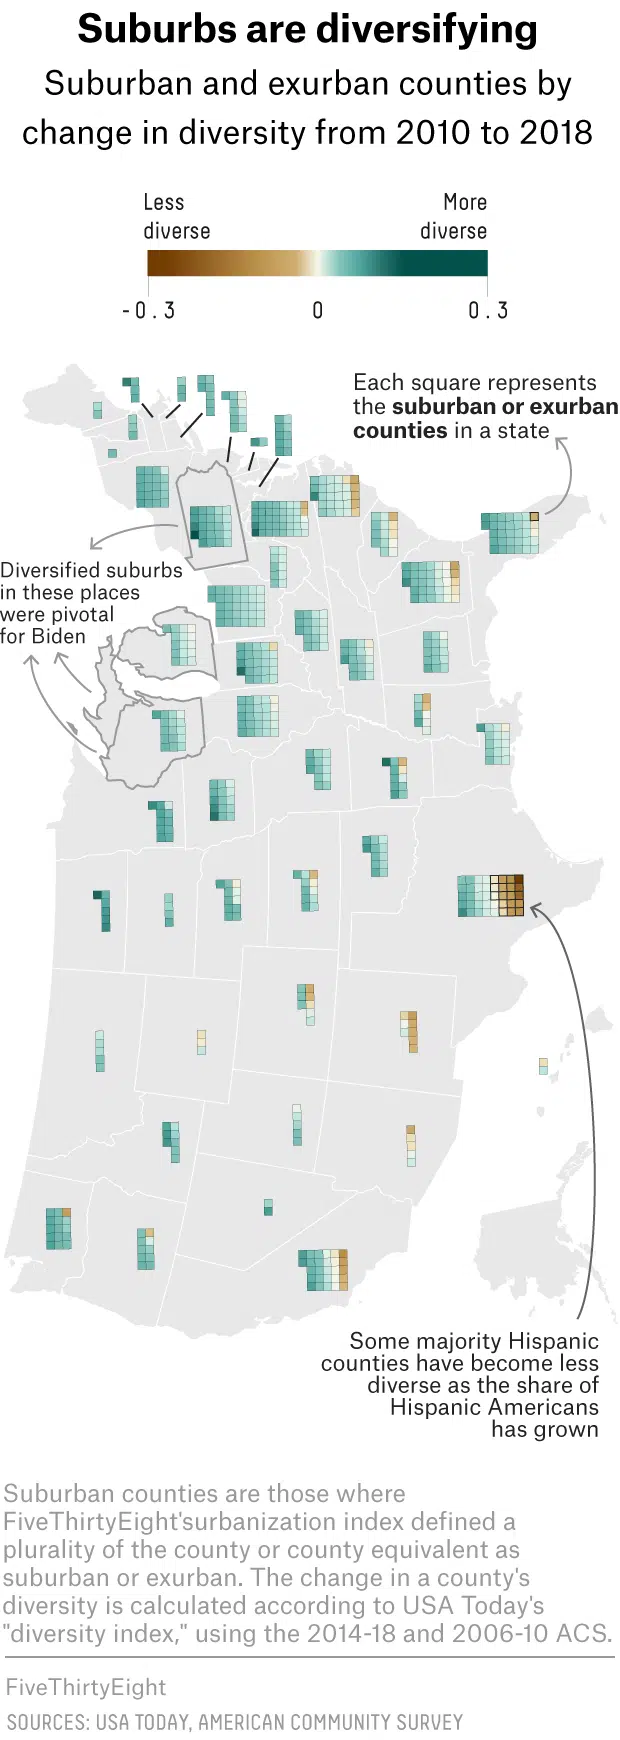 Suburbs are diversifying
Suburban and exurban counties by
change in diversity from 2010 to 2018
Less
diverse
More
diverse
-0.3
0
0.3
Each square represents
the suburban or exurban
counties in a state
Diversified suburbs
in these places
were pivotal
for Biden
Some majority Hispanic
counties have become less
diverse as the share of
Hispanic Americans
has grown
Suburban counties are those where
FiveThirtyEight'surbanization index defined a
plurality of the county or county equivalent as
suburban or exurban. The change in a county's
diversity is calculated according to USA Today's
"diversity index," using the 2014-18 and 2006-10 ACS.
FiveThirtyEight
SOURCES: USA TODAY, AMERICAN COMMUNITY SURVEY